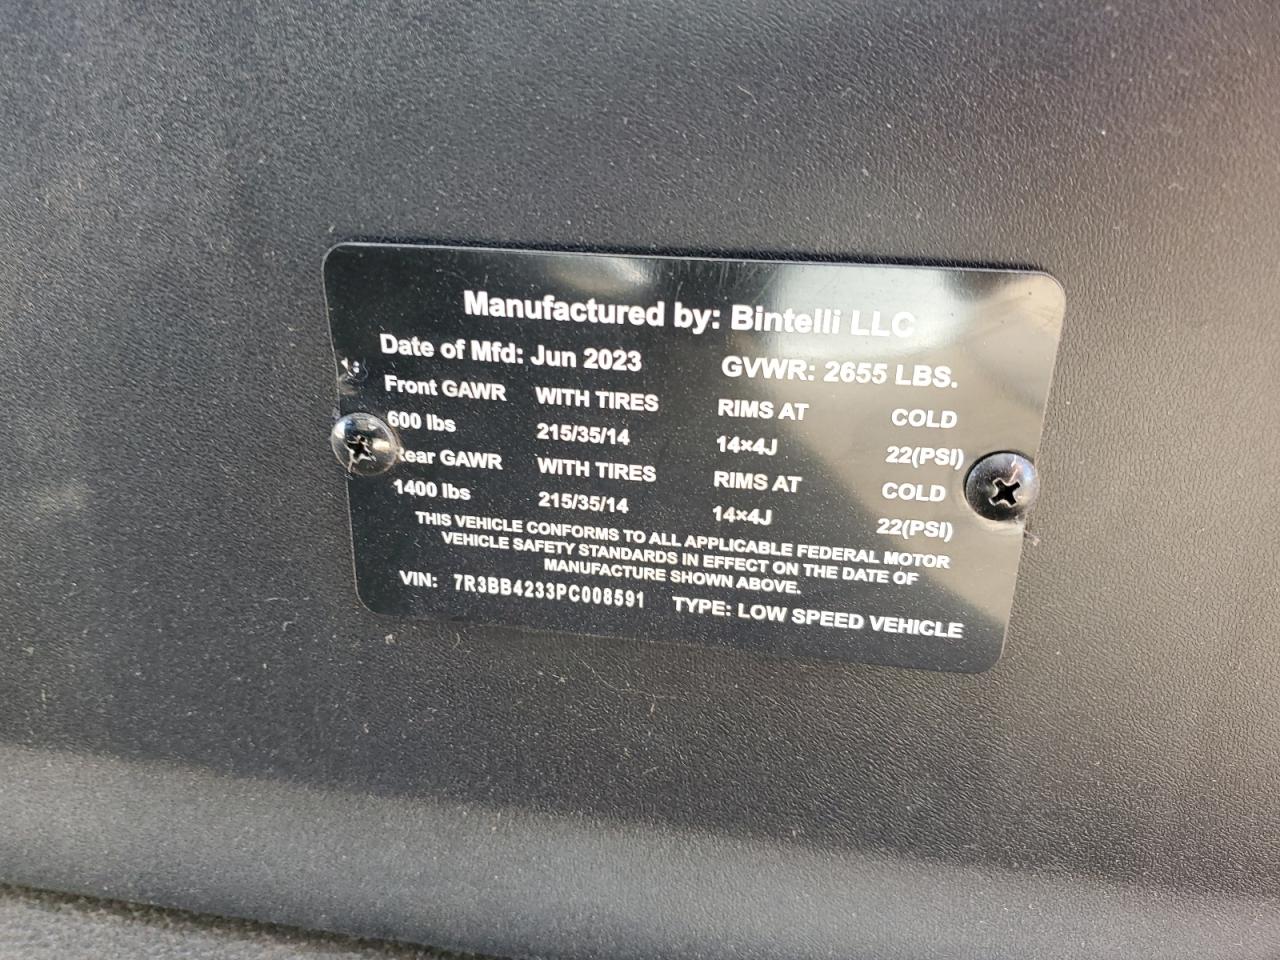 Manufactured by: Bintelli LLC
Date of Mfd: Jun 2023 GVWR: 2655 LBS.
Front GAWR WITH TIRES RIMS AT COLD
600 lbs 215/35/14 14×4J 22(PSI)
Rear GAWR WITH TIRES RIMS AT COLD
1400 lbs 215/35/14 14×4J 22(PSI)
THIS VEHICLE CONFORMS TO ALL APPLICABLE FEDERAL MOTOR
VEHICLE SAFETY STANDARDS IN EFFECT ON THE DATE OF
MANUFACTURE SHOWN ABOVE.
VIN: 7R3BB4233PC008591 TYPE: LOW SPEED VEHICLE